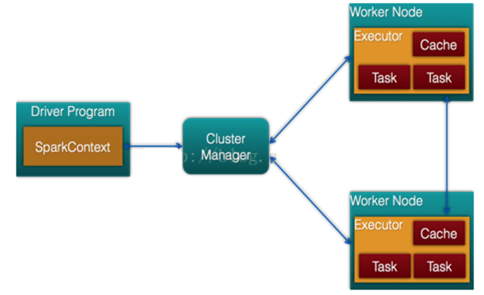 Worker Node
Executor
Cache
Task
Task
Driver Program
SparkContext
Cluster
Manager
Worker Node
Executor
Cache
Task
Task